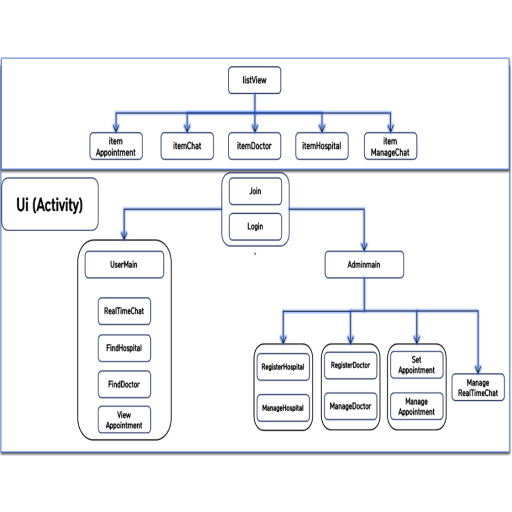 listView
item
Appointment
itemChat
itemDoctor
itemHospital
item
ManageChat
Ui (Activity)
Join
Login
UserMain
RealTimeChat
FindHospital
FindDoctor
View
Appointment
Adminmain
RegisterHospital
ManageHospital
RegisterDoctor
ManageDoctor
Set
Appointment
Manage
Appointment
Manage
RealTimeChat